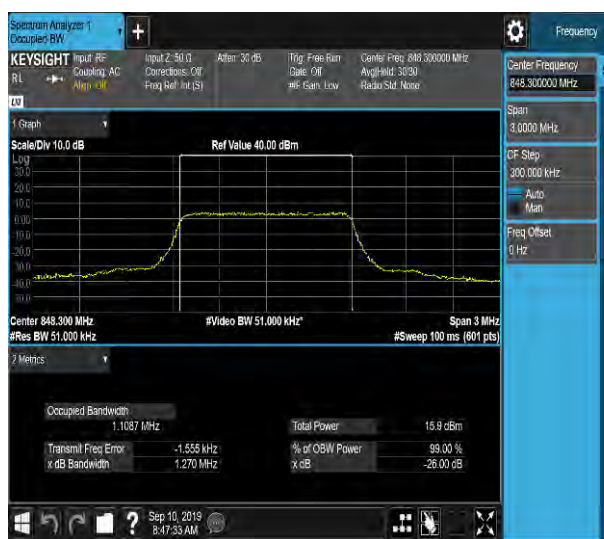 Spectrum Analyzer 1
Occupied BW
+
Frequency
KEYSIGHT Input: RF Input Z: 50 Ω Atten: 30 dB Trig: Free Run Center Freq: 848.300000 MHz
RL Coupling: AC Corrections: Off Gate: Off Avg|Hold: 30/30
Align: Off Freq Ref: Int (S) #IF Gain: Low Radio Std: None
Center Frequency
848.300000 MHz
Span
3.0000 MHz
CF Step
300.000 kHz
Auto
Man
Freq Offset
0 Hz
1 Graph
Scale/Div 10.0 dB Ref Value 40.00 dBm
Log
30.0
20.0
10.0
0.00
-10.0
-20.0
-30.0
-40.0
-50.0
Center 848.300 MHz #Video BW 51.000 kHz* Span 3 MHz
#Res BW 51.000 kHz #Sweep 100 ms (601 pts)
2 Metrics
Occupied Bandwidth
1.1087 MHz Total Power 15.9 dBm
Transmit Freq Error -1.555 kHz % of OBW Power 99.00 %
x dB Bandwidth 1.270 MHz x dB -26.00 dB
? Sep 10, 2019
8:47:33 AM